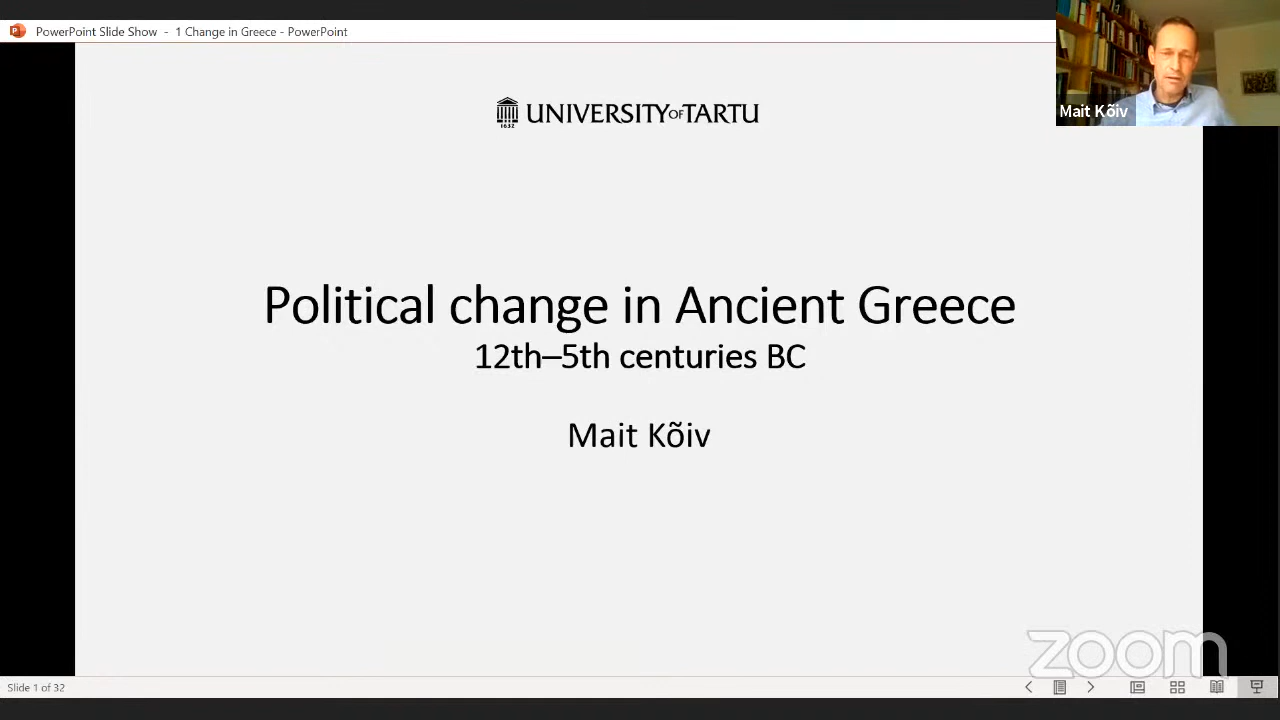 PowerPoint Slide Show - 1 Change in Greece - PowerPoint
Mait Kõiv
1632
UNIVERSITY OF TARTU
Political change in Ancient Greece
12th–5th centuries BC
Mait Kõiv
zoom
Slide 1 of 32